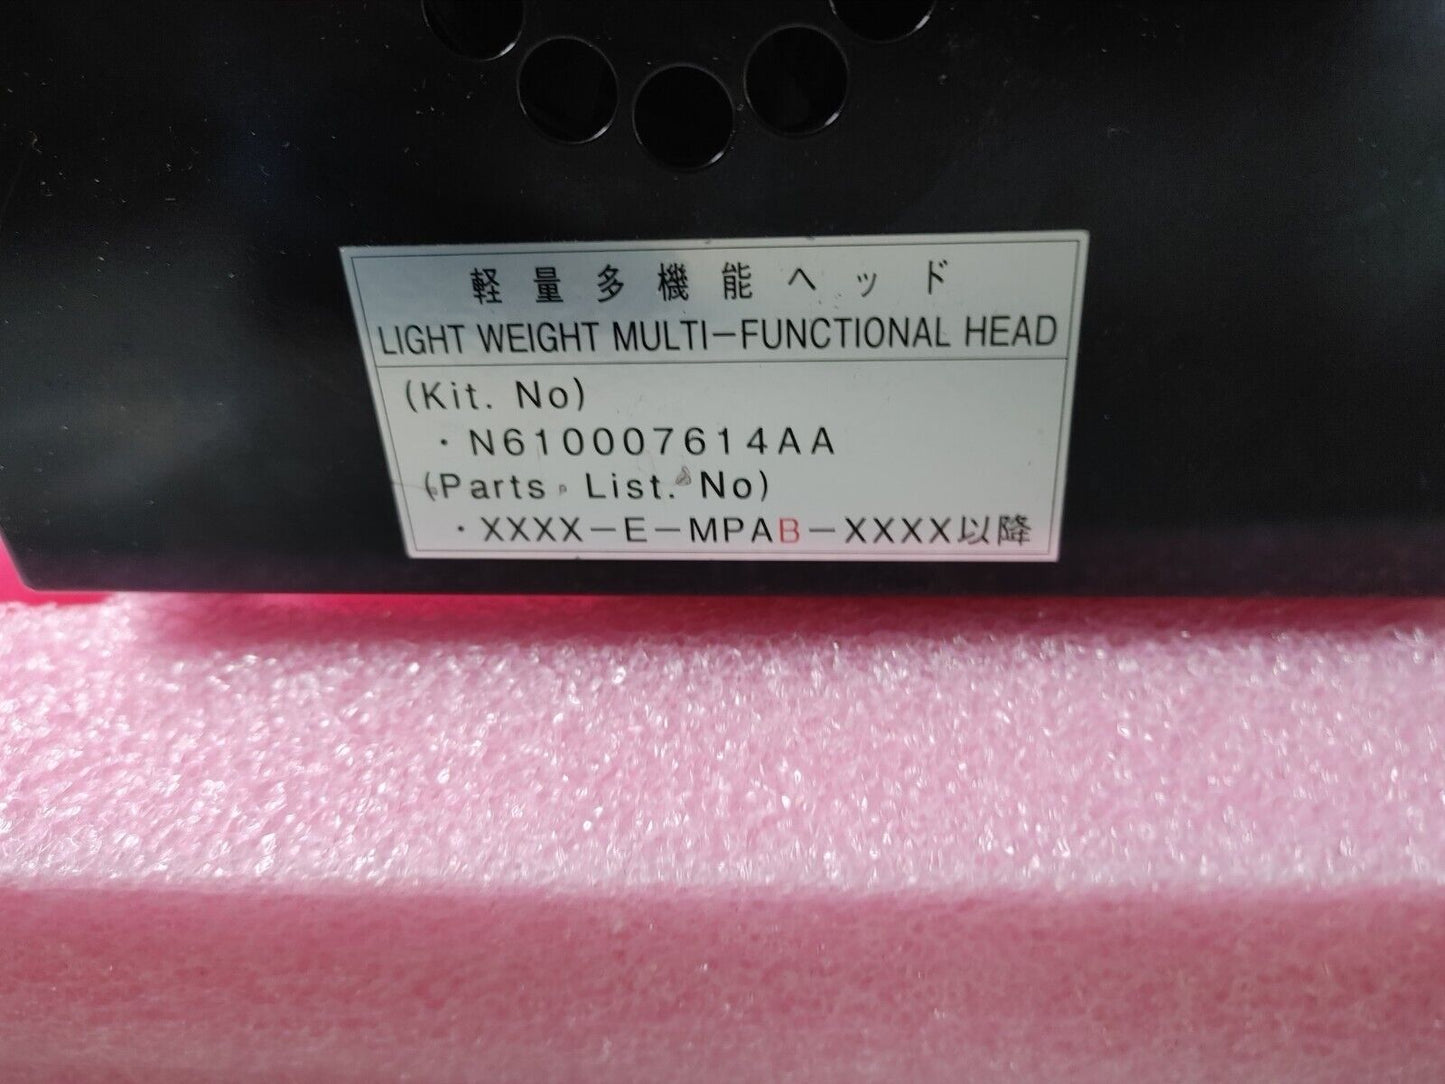 軽量多機能ヘッド
LIGHT WEIGHT MULTI-FUNCTIONAL HEAD
(Kit. No)
・N610007614AA
(Parts List. No)
・XXXX-E-MPAB-XXXX以降